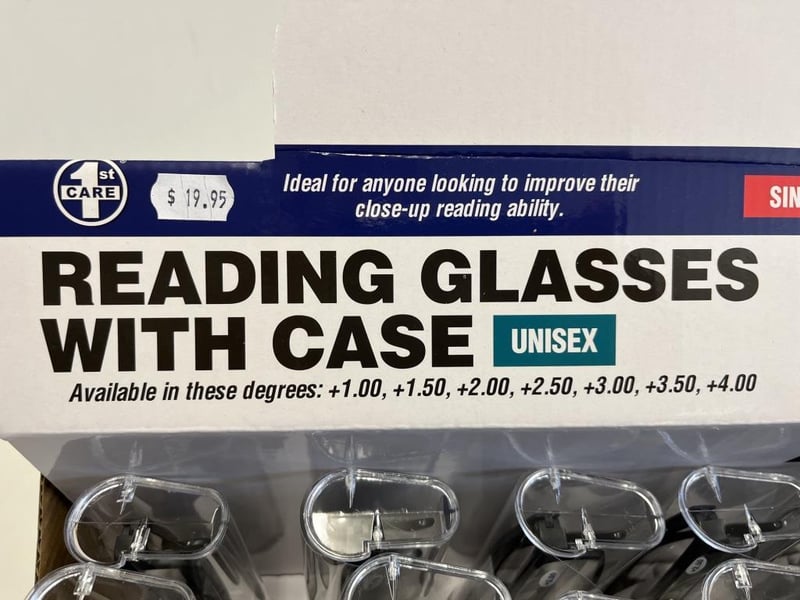 1st
CARE
$ 19.95
Ideal for anyone looking to improve their
close-up reading ability.
READING GLASSES
WITH CASE
UNISEX
Available in these degrees: +1.00, +1.50, +2.00, +2.50, +3.00, +3.50, +4.00